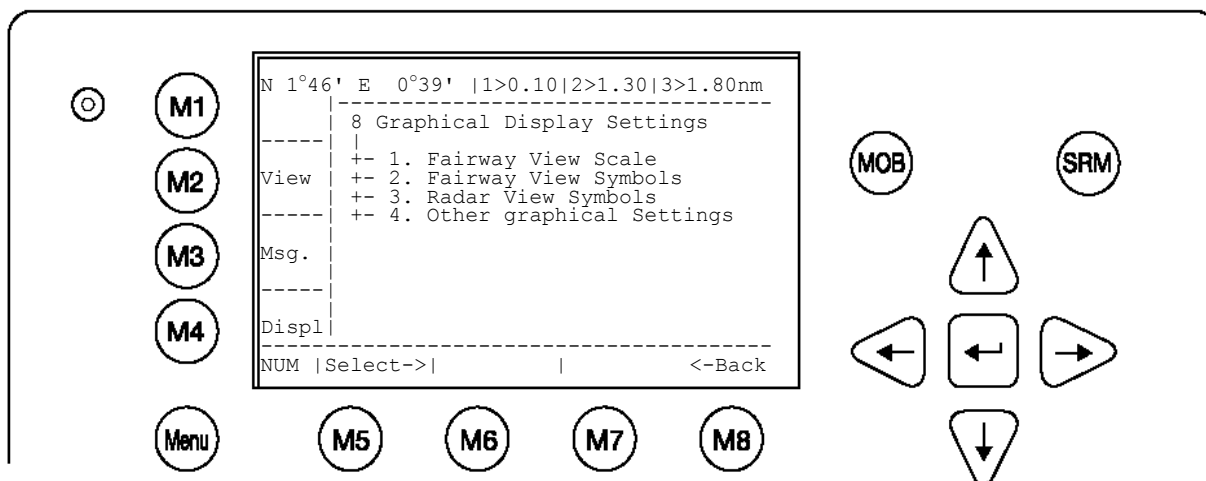 N 1°46' E 0°39' |1>0.10|2>1.30|3>1.80nm
8 Graphical Display Settings
+- 1. Fairway View Scale
+- 2. Fairway View Symbols
+- 3. Radar View Symbols
+- 4. Other graphical Settings
View
Msg.
Displ
NUM |Select->| | <-Back
M1
M2
M3
M4
Menu
M5
M6
M7
M8
MOB
SRM